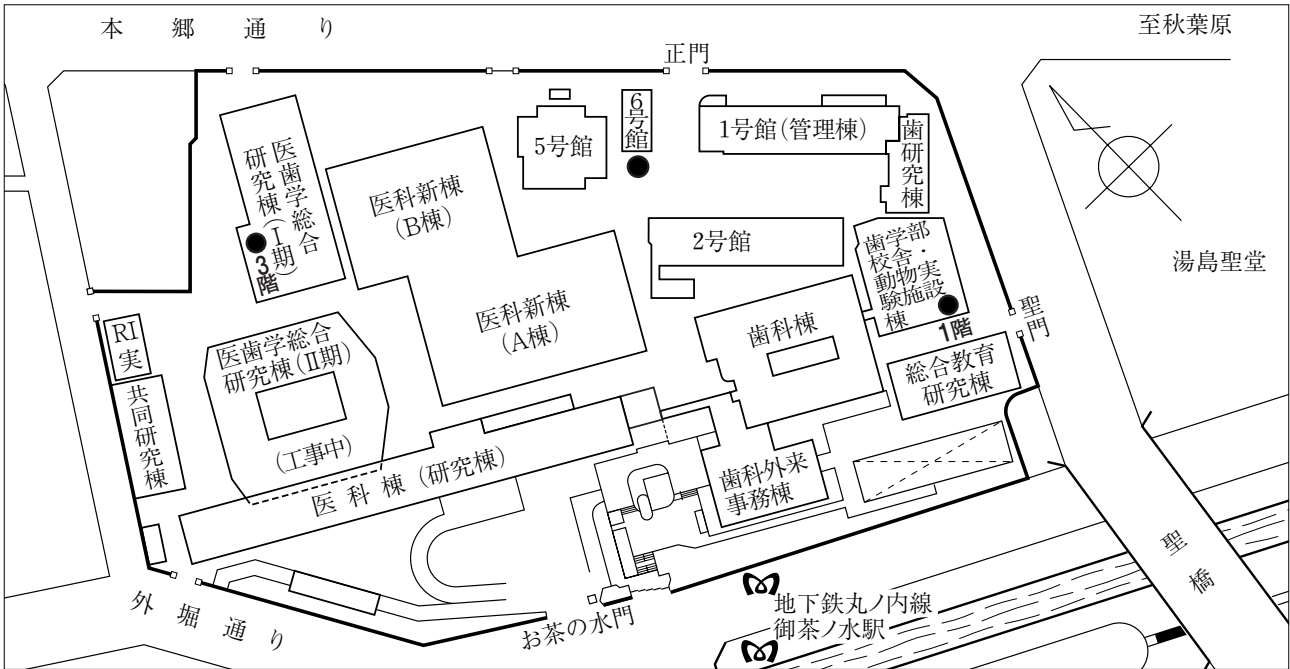 本郷通り
至秋葉原
正門
6号館
5号館
1号館(管理棟)
歯研究棟
医歯学総合
研究棟(Ⅰ期)
3階
医科新棟
(B棟)
2号館
歯学部
校舎・
動物実
験施設
棟
1階
湯島聖堂
医科新棟
(A棟)
歯科棟
聖門
RI
実
医歯学総合
研究棟(II期)
(工事中)
総合教育
研究棟
共同研究棟
医科棟(研究棟)
歯科外来
事務棟
聖橋
外堀通り
お茶の水門
地下鉄丸ノ内線
御茶ノ水駅